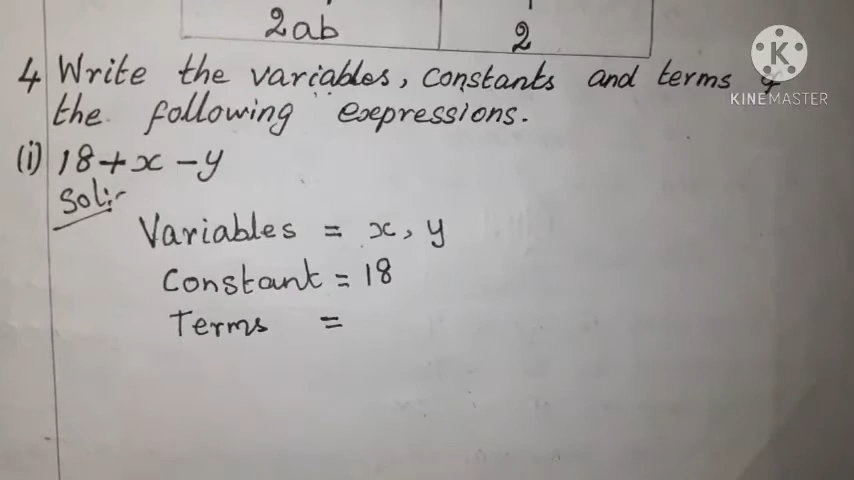 2ab 2
4 Write the variables, constants and terms of
the following expressions.
(i) 18+x-y
Sol:-
Variables = x, y
Constant = 18
Terms =
K
KINEMASTER